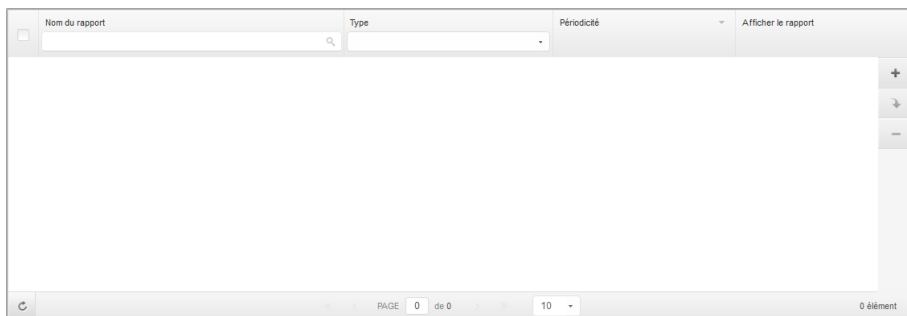 Nom du rapport Type Périodicité Afficher le rapport
PAGE 0 de 0 10 0 élément